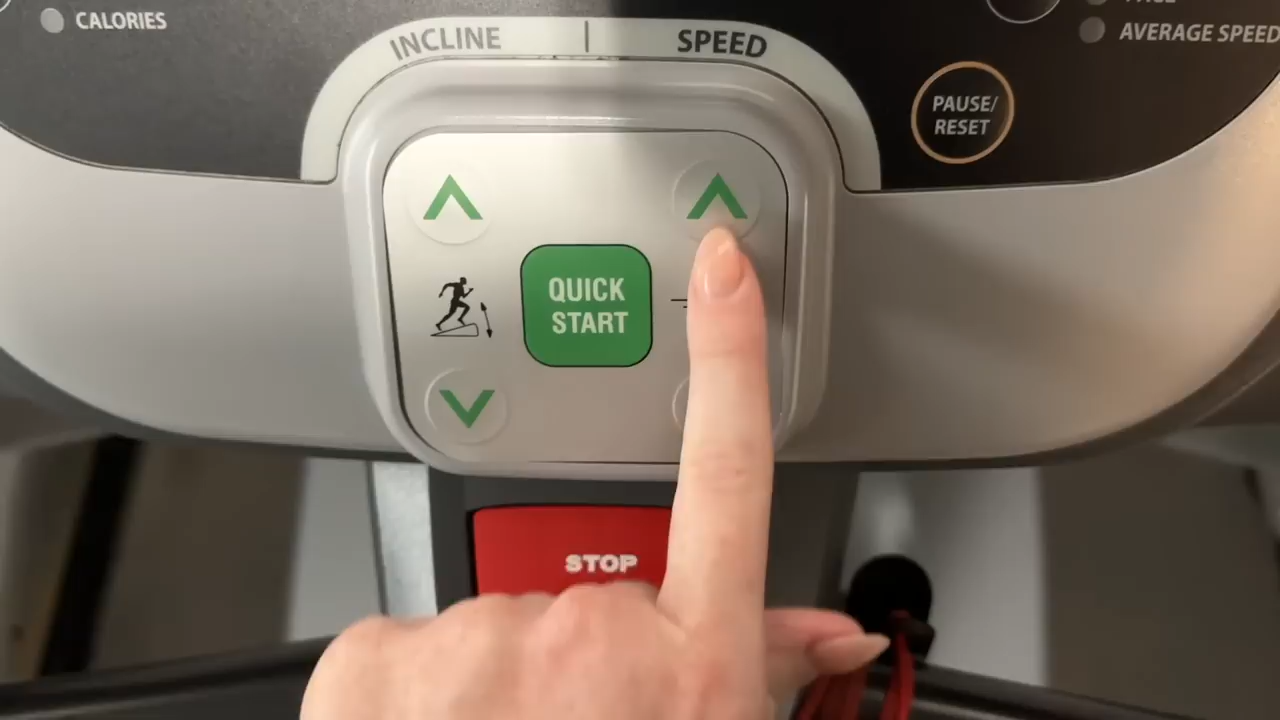 CALORIES
INCLINE | SPEED
AVERAGE SPEED
PAUSE/
RESET
QUICK
START
STOP